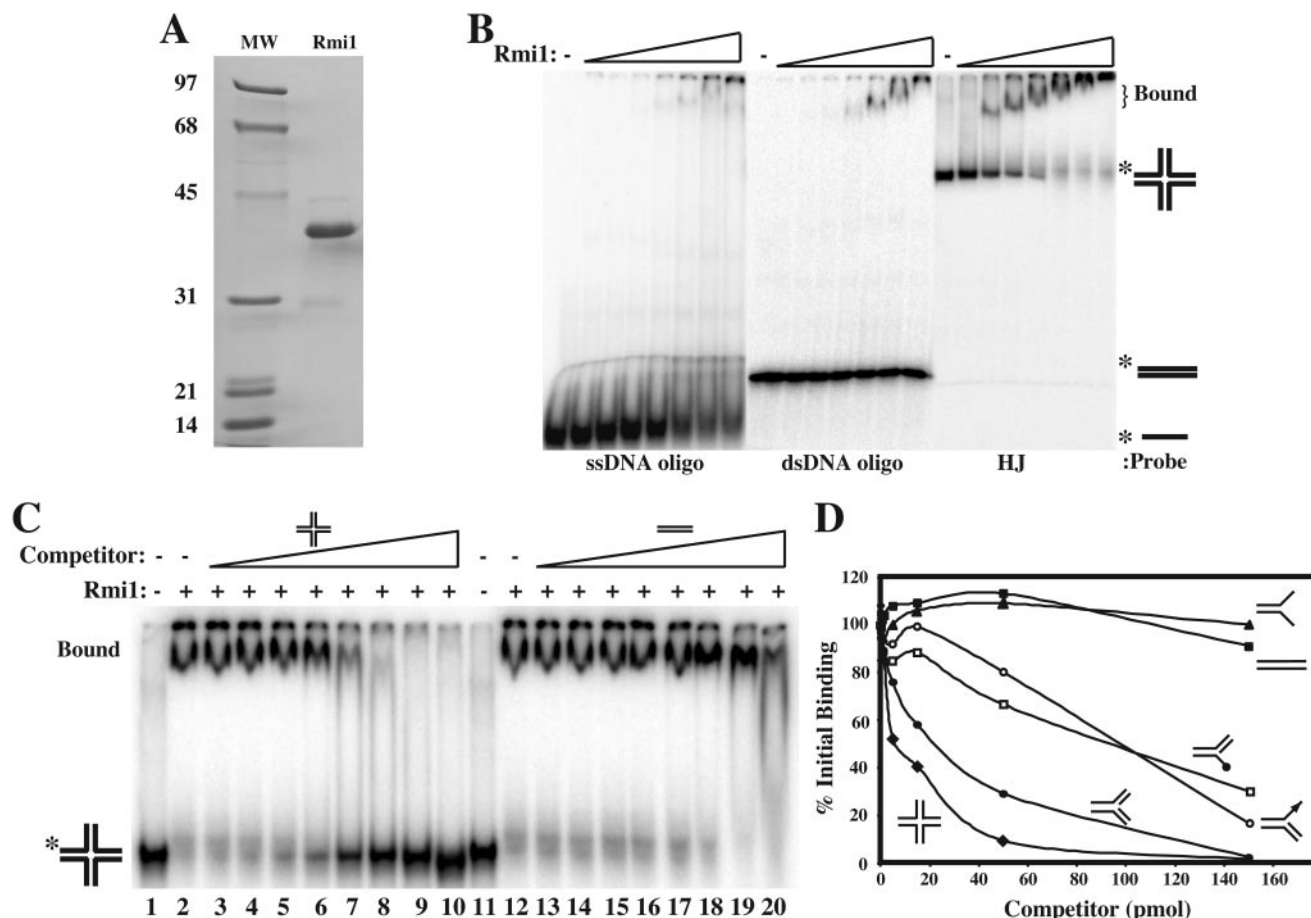 A
MW Rmi1
97
68
45
31
21
14
B
Rmi1: - - -
} Bound
*
*
*
ssDNA oligo dsDNA oligo HJ :Probe
C
Competitor: - - - -
Rmi1: - + + + + + + + + + - + + + + + + + + +
Bound
*
1 2 3 4 5 6 7 8 9 10 11 12 13 14 15 16 17 18 19 20
D
120
100
80
60
40
20
0
% Initial Binding
0 20 40 60 80 100 120 140 160
Competitor (pmol)